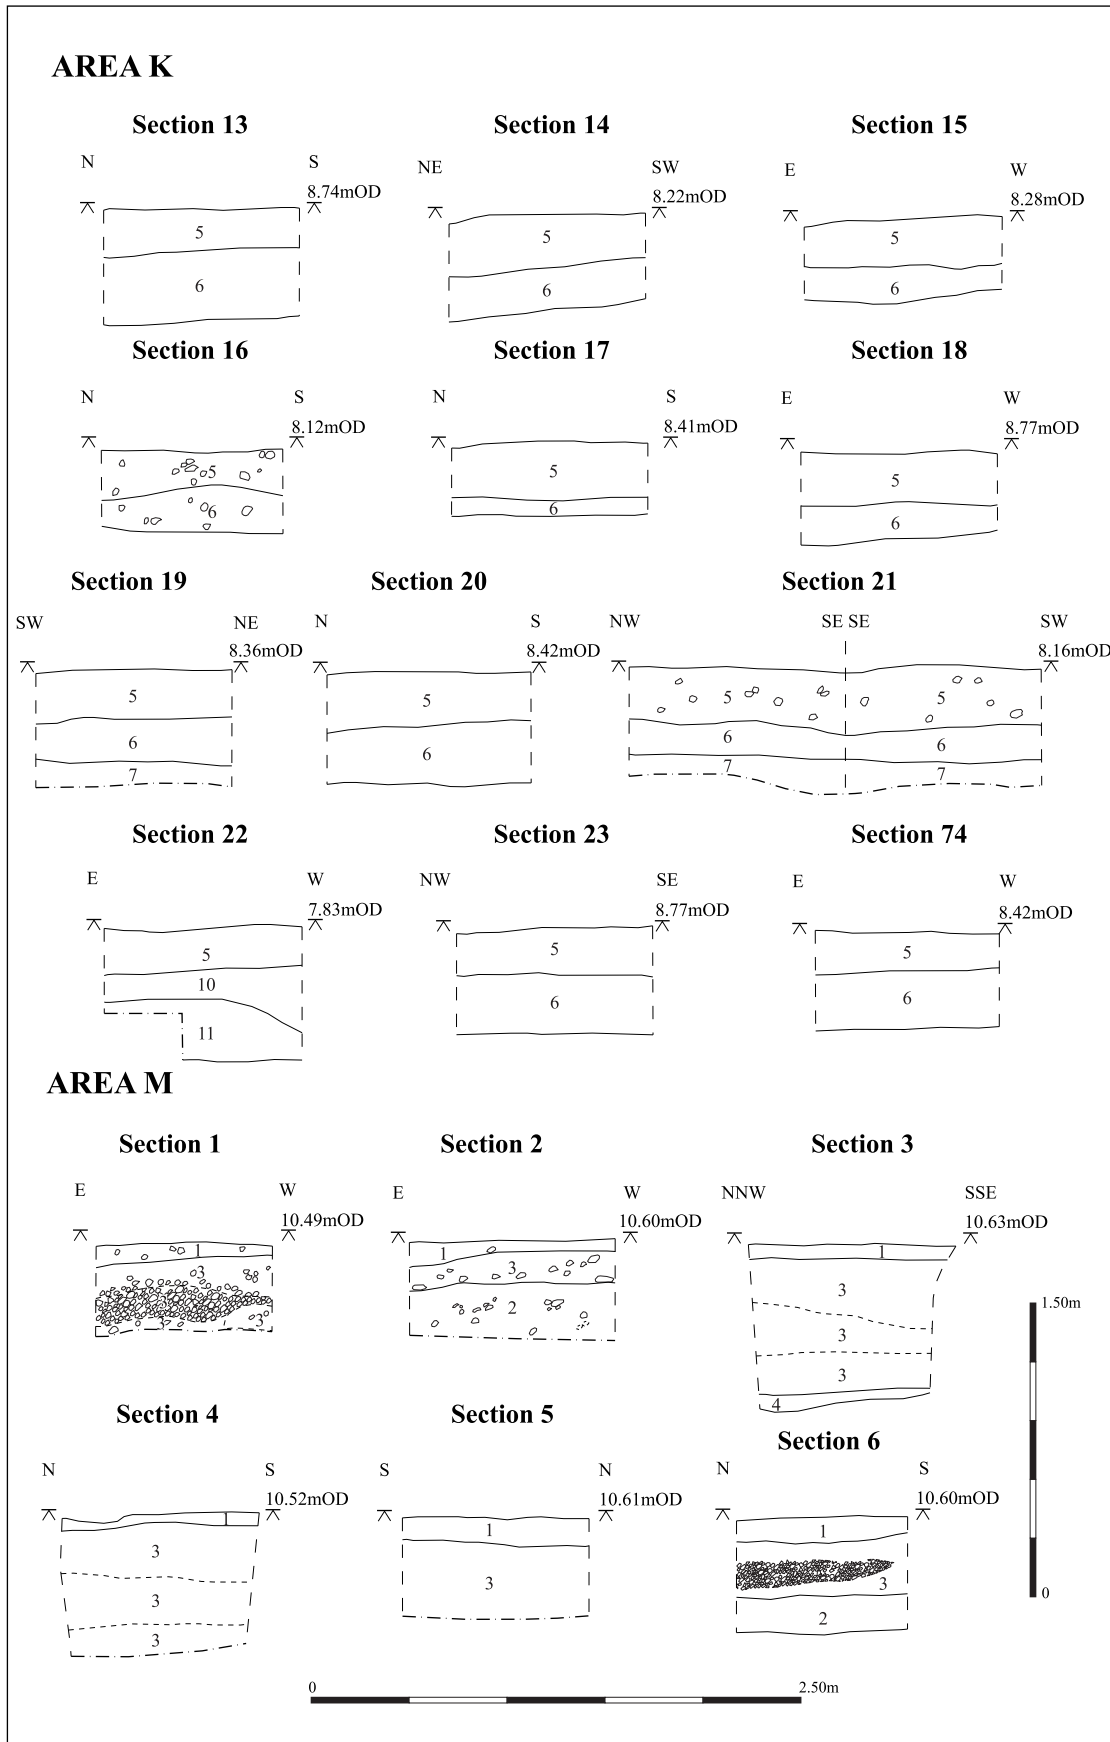 AREA K
Section 13 Section 14 Section 15
N S 8.74mOD
5
6
NE SW 8.22mOD
5
6
E W 8.28mOD
5
6
Section 16 Section 17 Section 18
N S 8.12mOD
5
6
N S 8.41mOD
5
6
E W 8.77mOD
5
6
Section 19 Section 20 Section 21
SW NE 8.36mOD
5
6
7
N S 8.42mOD
5
6
NW SE SE SW 8.16mOD
5 5
6 6
7 7
Section 22 Section 23 Section 74
E W 7.83mOD
5
10
11
NW SE 8.77mOD
5
6
E W 8.42mOD
5
6
AREA M
Section 1 Section 2 Section 3
E W 10.49mOD
1
3
3
3 3
E W 10.60mOD
1
3
2
NNW SSE 10.63mOD
1
3
3
3
4
1.50m
0
Section 4 Section 5 Section 6
N S 10.52mOD
1
3
3
3
S N 10.61mOD
1
3
N S 10.60mOD
1
3
2
0 2.50m